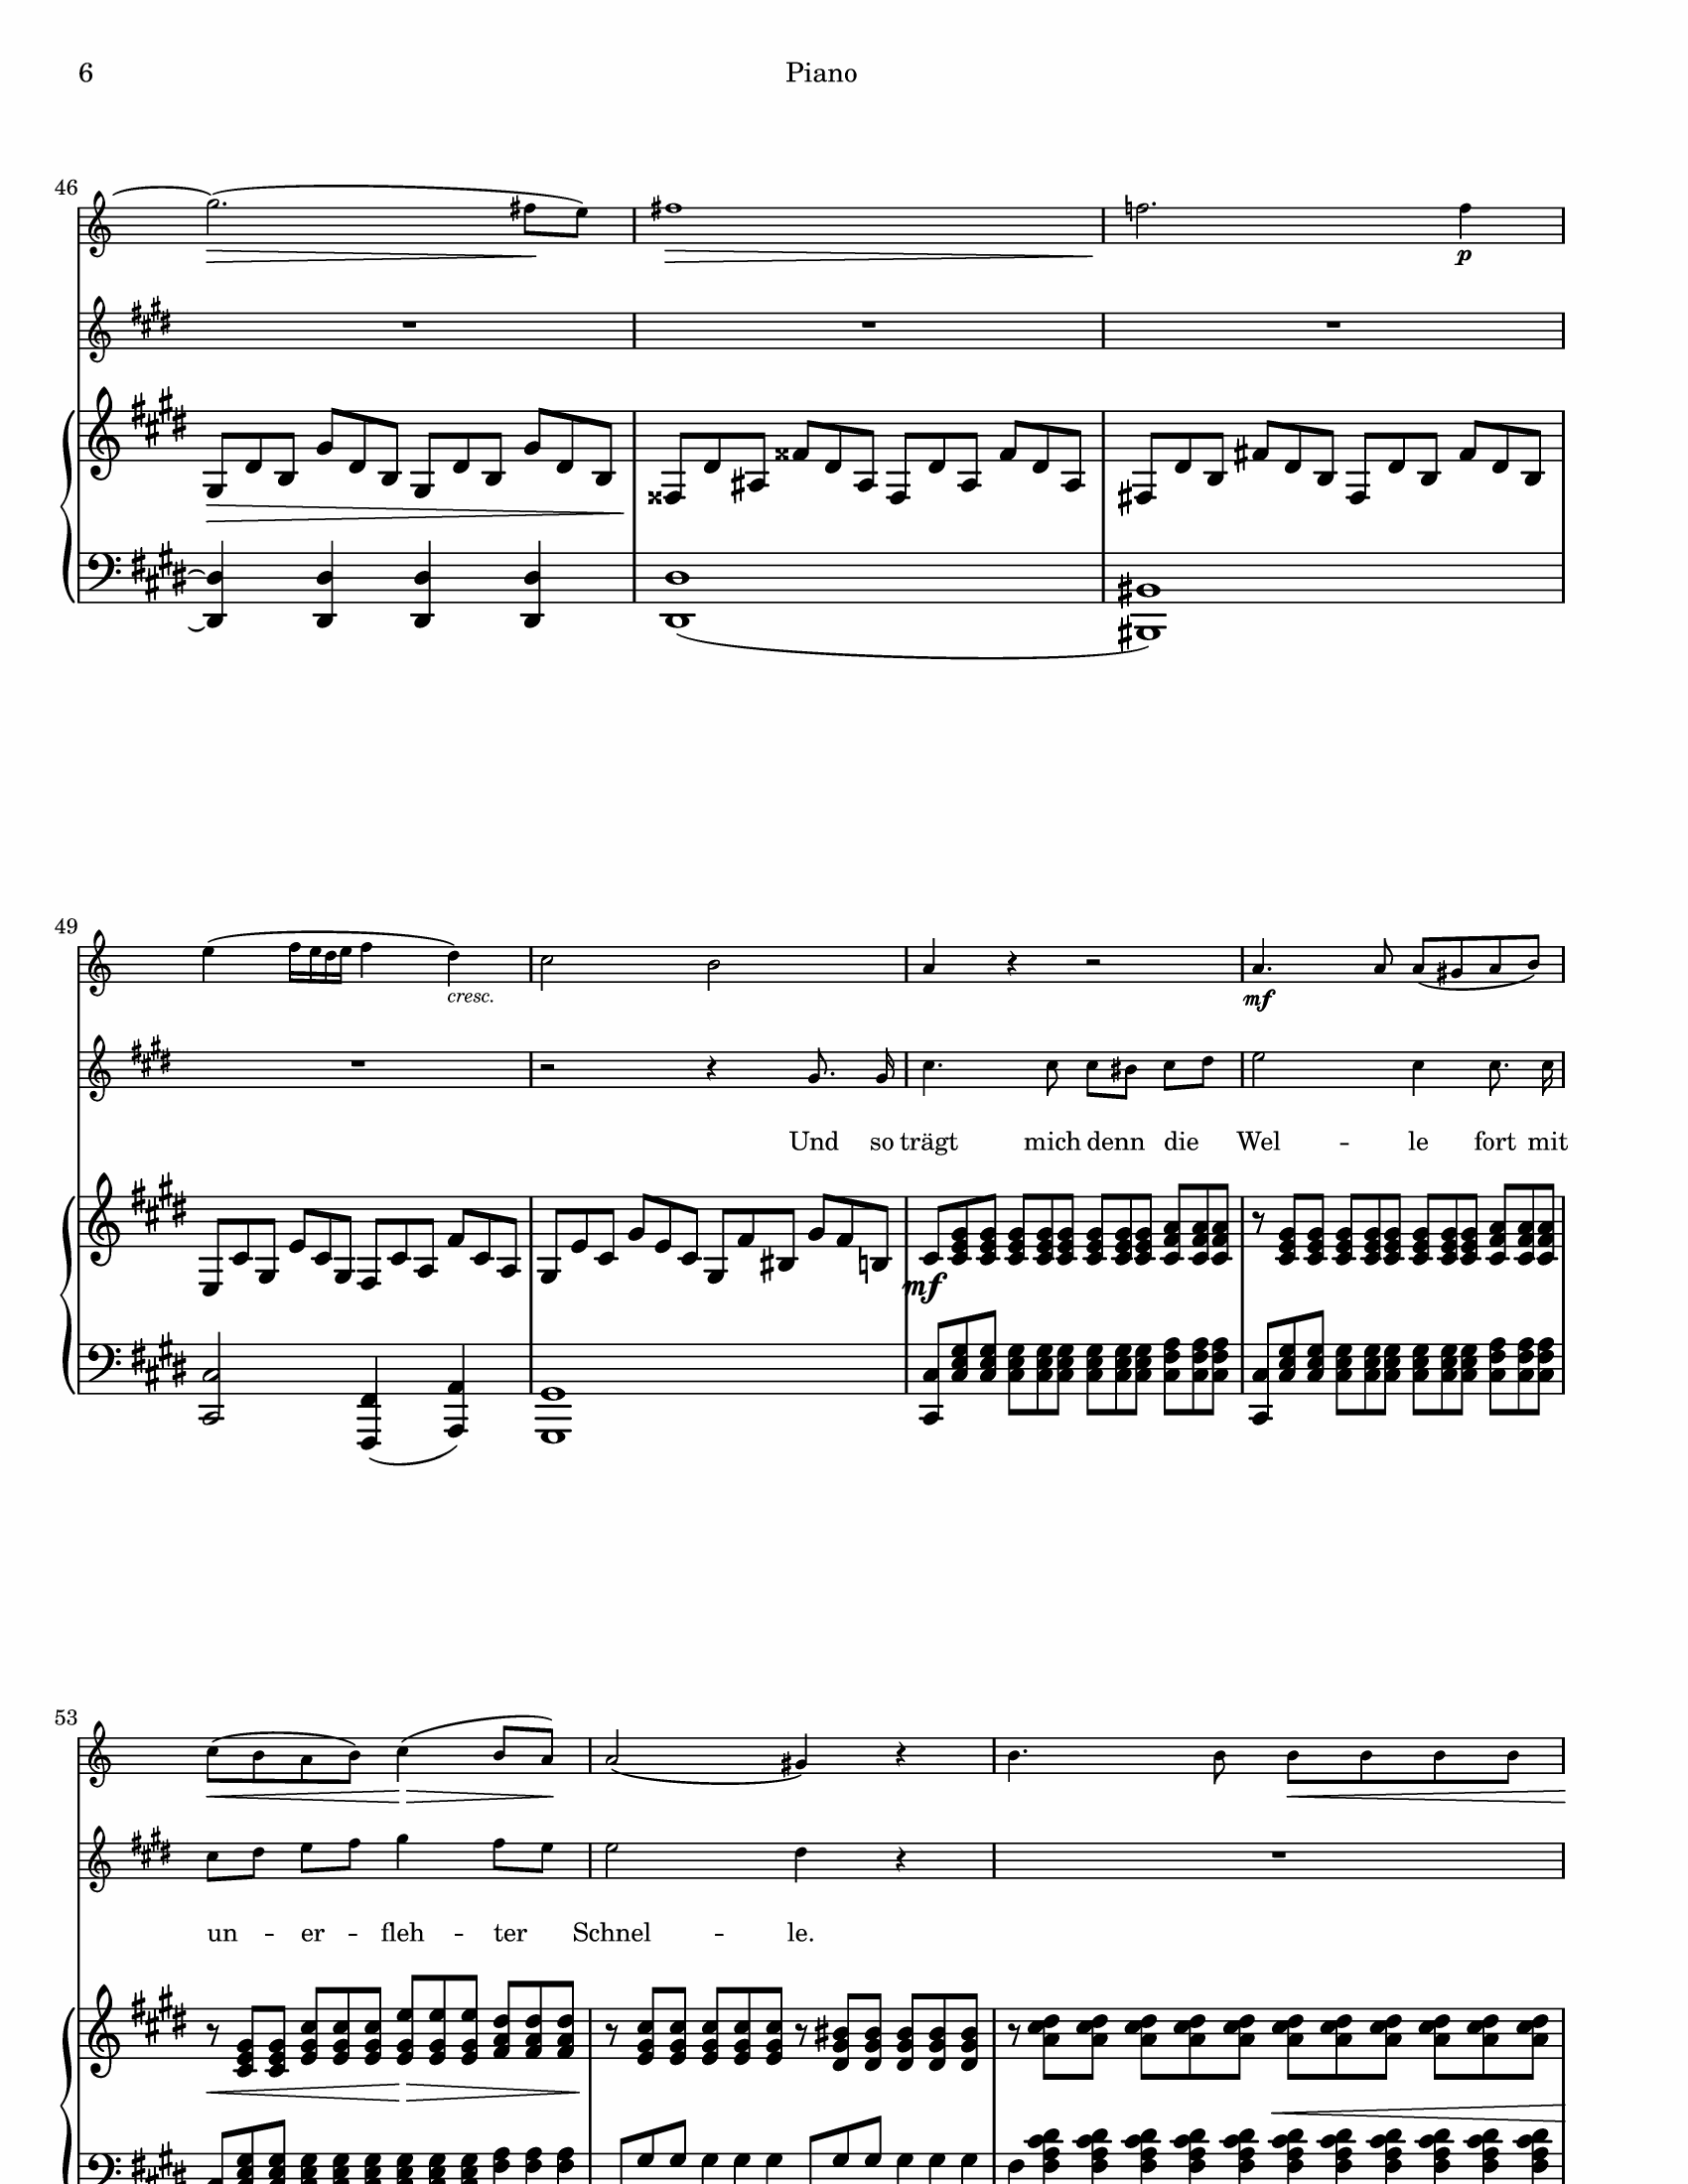 6 Piano
46
p
49
cresc.
mf
Und so trägt mich denn die Wel -- le fort mit
mf
53
un -- er -- fleh -- ter Schnel -- le.